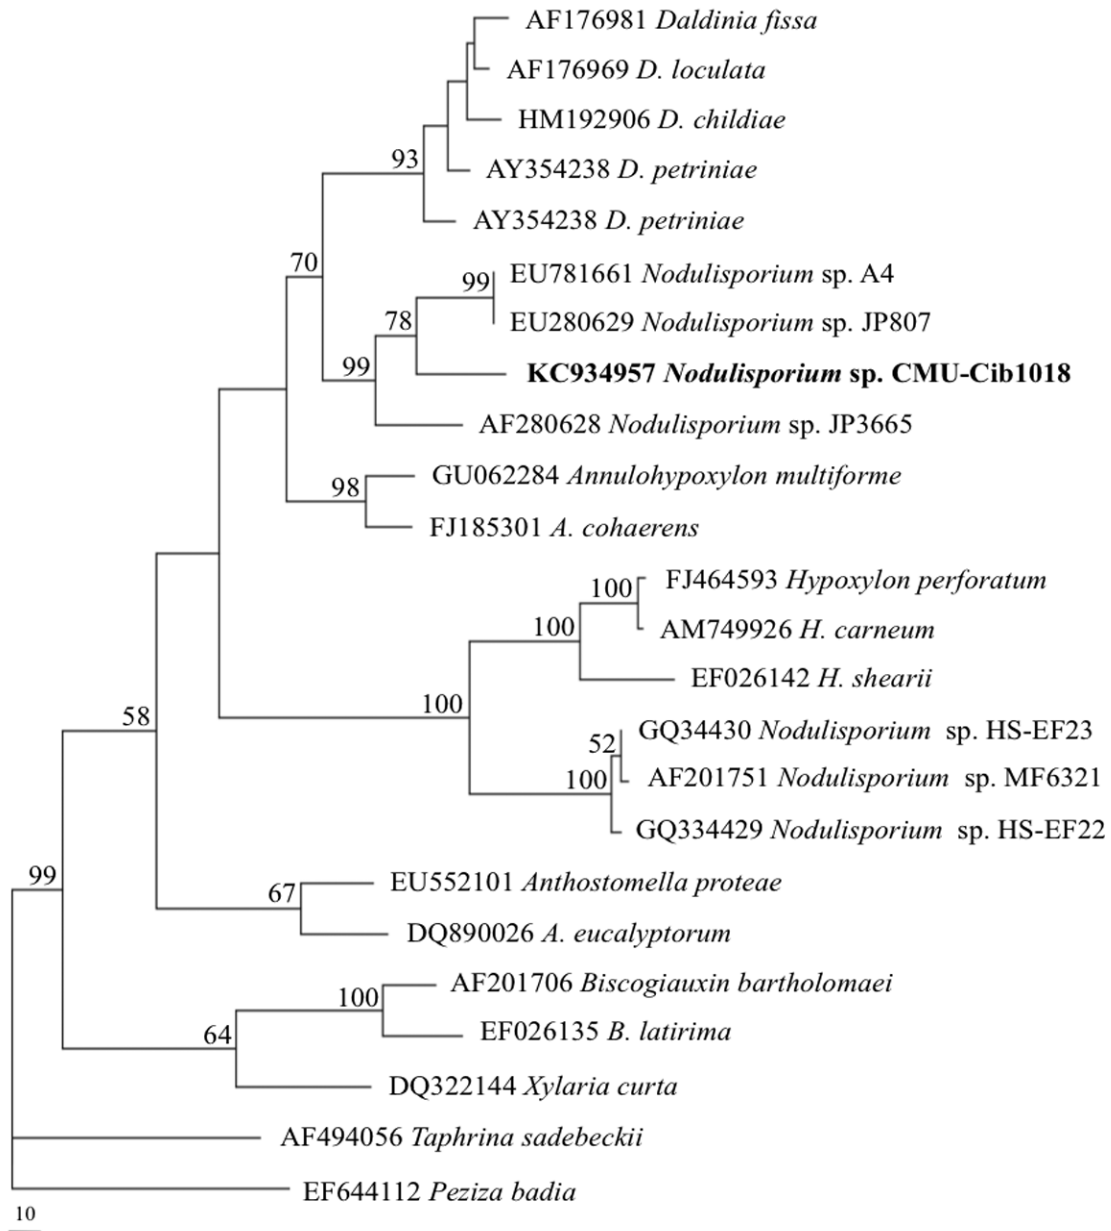 AF176981 Daldinia fissa
AF176969 D. loculata
HM192906 D. childiae
93
AY354238 D. petriniae
AY354238 D. petriniae
70
EU781661 Nodulisporium sp. A4
99
EU280629 Nodulisporium sp. JP807
78
99
KC934957 Nodulisporium sp. CMU-Cib1018
AF280628 Nodulisporium sp. JP3665
GU062284 Annulohypoxylon multiforme
98
FJ185301 A. cohaerens
FJ464593 Hypoxylon perforatum
100
100
AM749926 H. carneum
EF026142 H. shearii
100
58
GQ34430 Nodulisporium sp. HS-EF23
52
100
AF201751 Nodulisporium sp. MF6321
GQ334429 Nodulisporium sp. HS-EF22
99
EU552101 Anthostomella proteae
67
DQ890026 A. eucalyptorum
AF201706 Biscogiauxin bartholomaei
100
EF026135 B. latirima
64
DQ322144 Xylaria curta
AF494056 Taphrina sadebeckii
EF644112 Peziza badia
10